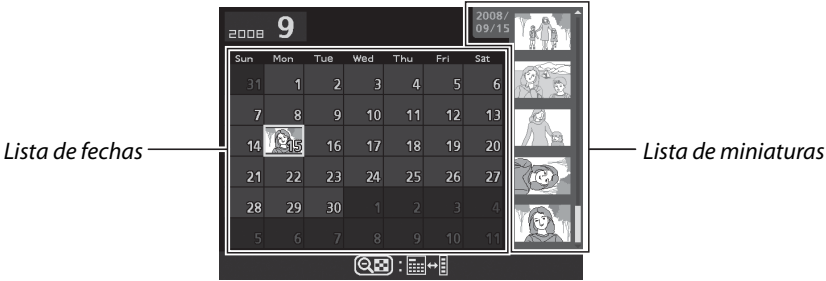 2008 9
2008/
09/15
Sun Mon Tue Wed Thu Fri Sat
31 1 2 3 4 5 6
7 8 9 10 11 12 13
Lista de fechas
14 15 16 17 18 19 20
Lista de miniaturas
21 22 23 24 25 26 27
28 29 30 1 2 3 4
5 6 7 8 9 10 11
: